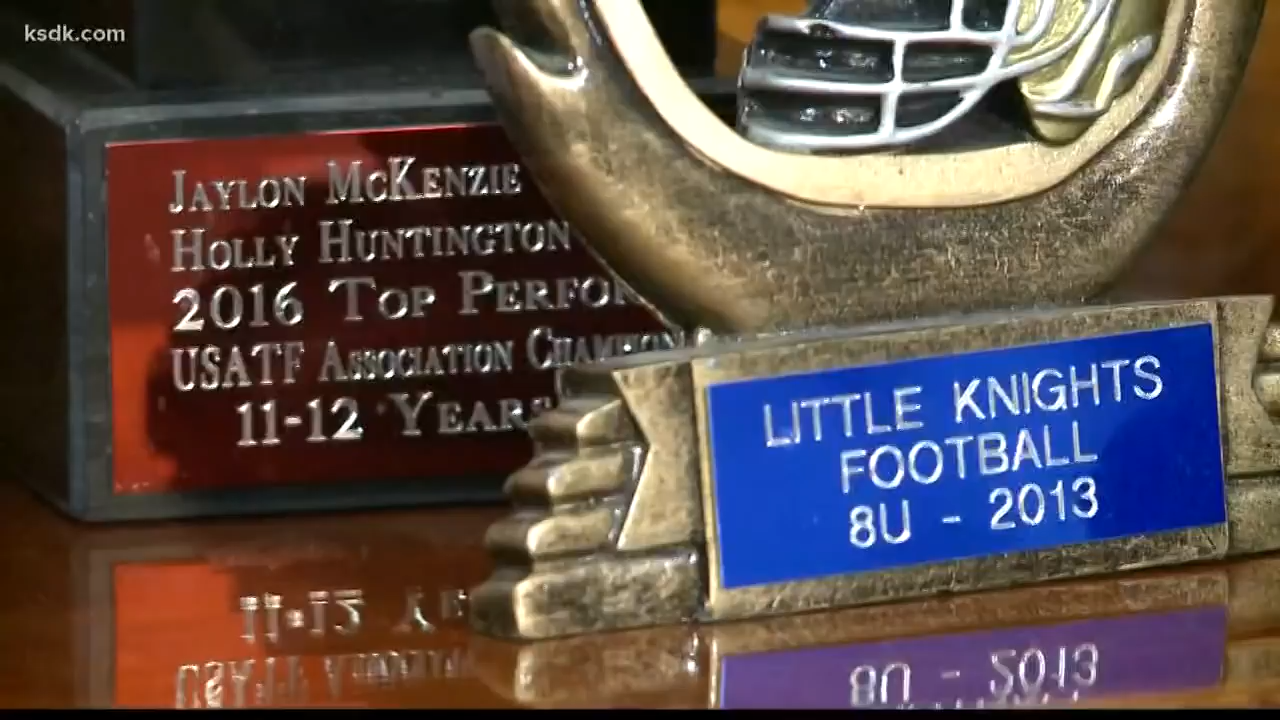 ksdk.com
JAYLON MCKENZIE
HOLLY HUNTINGTON
2016 TOP
USATF ASSOCIATION
11-12 YEARS
LITTLE KNIGHTS
FOOTBALL
8U - 2013